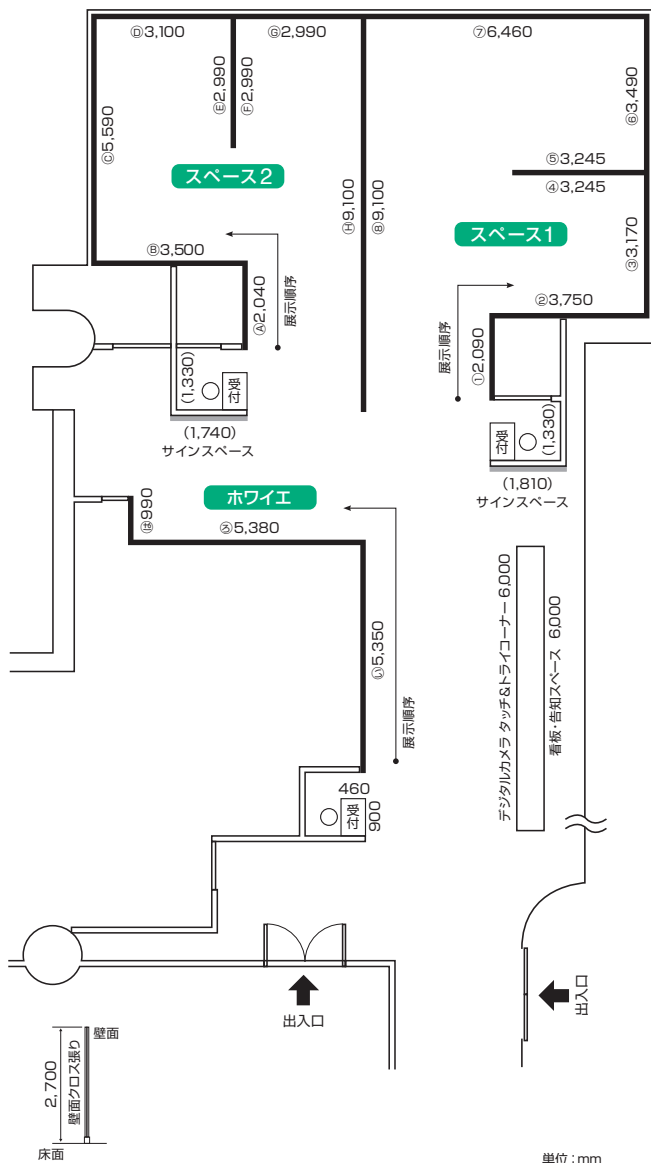 Ⓓ3,100
Ⓖ2,990
⑦6,460
Ⓔ2,990
Ⓕ2,990
Ⓒ5,590
⑥3,490
⑤3,245
④3,245
スペース2
Ⓗ9,100
⑧9,100
スペース1
③3,170
Ⓑ3,500
②3,750
Ⓐ2,040
展示順序
展示順序
①2,090
(1,330)
受付
(1,740)
サインスペース
受付
(1,330)
(1,810)
サインスペース
ホワイエ
990
5,380
5,350
展示順序
デジタルカメラ タッチ&トライコーナー 6,000
看板・告知スペース 6,000
460
受付
900
出入口
出入口
壁面
2,700
壁面クロス張り
床面
単位:mm